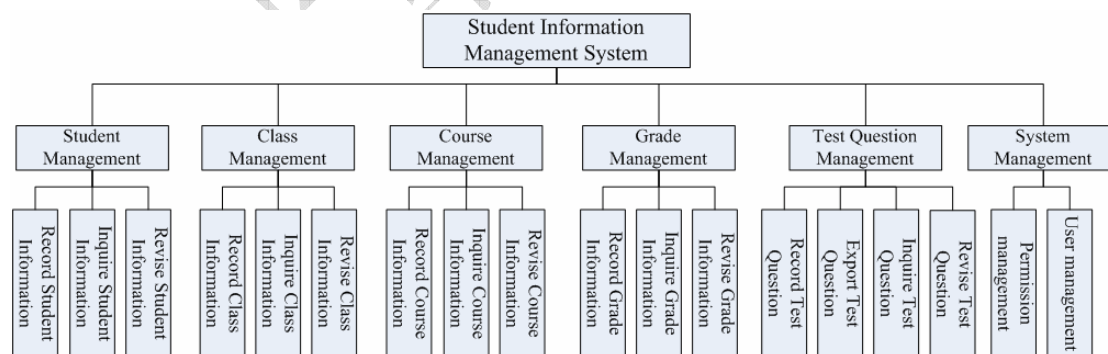 Student Information
Management System
Student
Management
Class
Management
Course
Management
Grade
Management
Test Question
Management
System
Management
Record Student
Information
Inquire Student
Information
Revise Student
Information
Record Class
Information
Inquire Class
Information
Revise Class
Information
Record Course
Information
Inquire Course
Information
Revise Course
Information
Record Grade
Information
Inquire Grade
Information
Revise Grade
Information
Record Test
Question
Export Test
Question
Inquire Test
Question
Revise Test
Question
Permission
management
User management